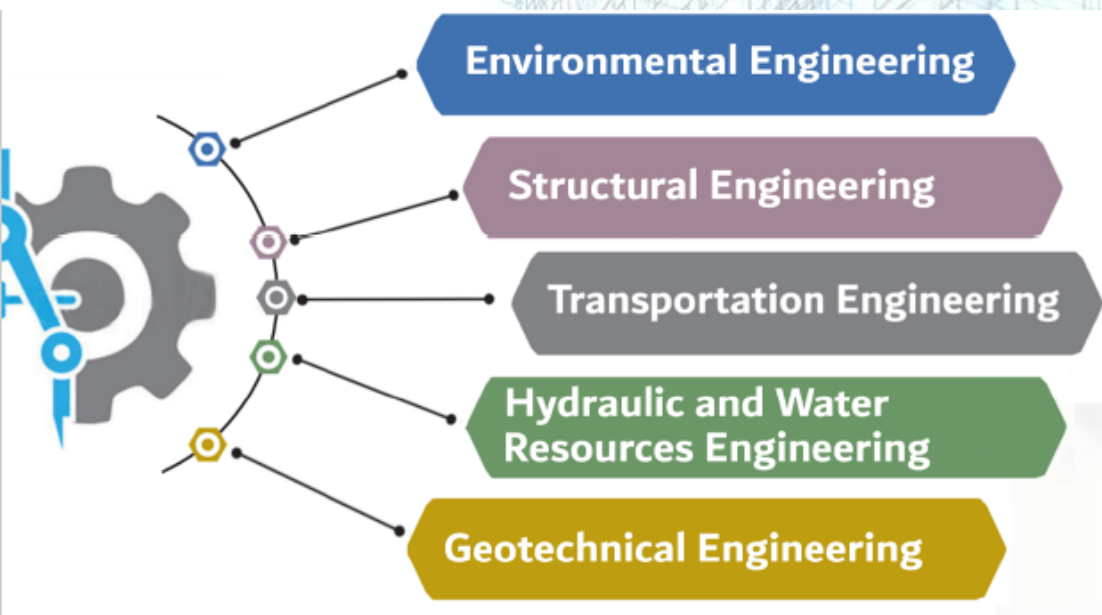 Environmental Engineering
Structural Engineering
Transportation Engineering
Hydraulic and Water
Resources Engineering
Geotechnical Engineering